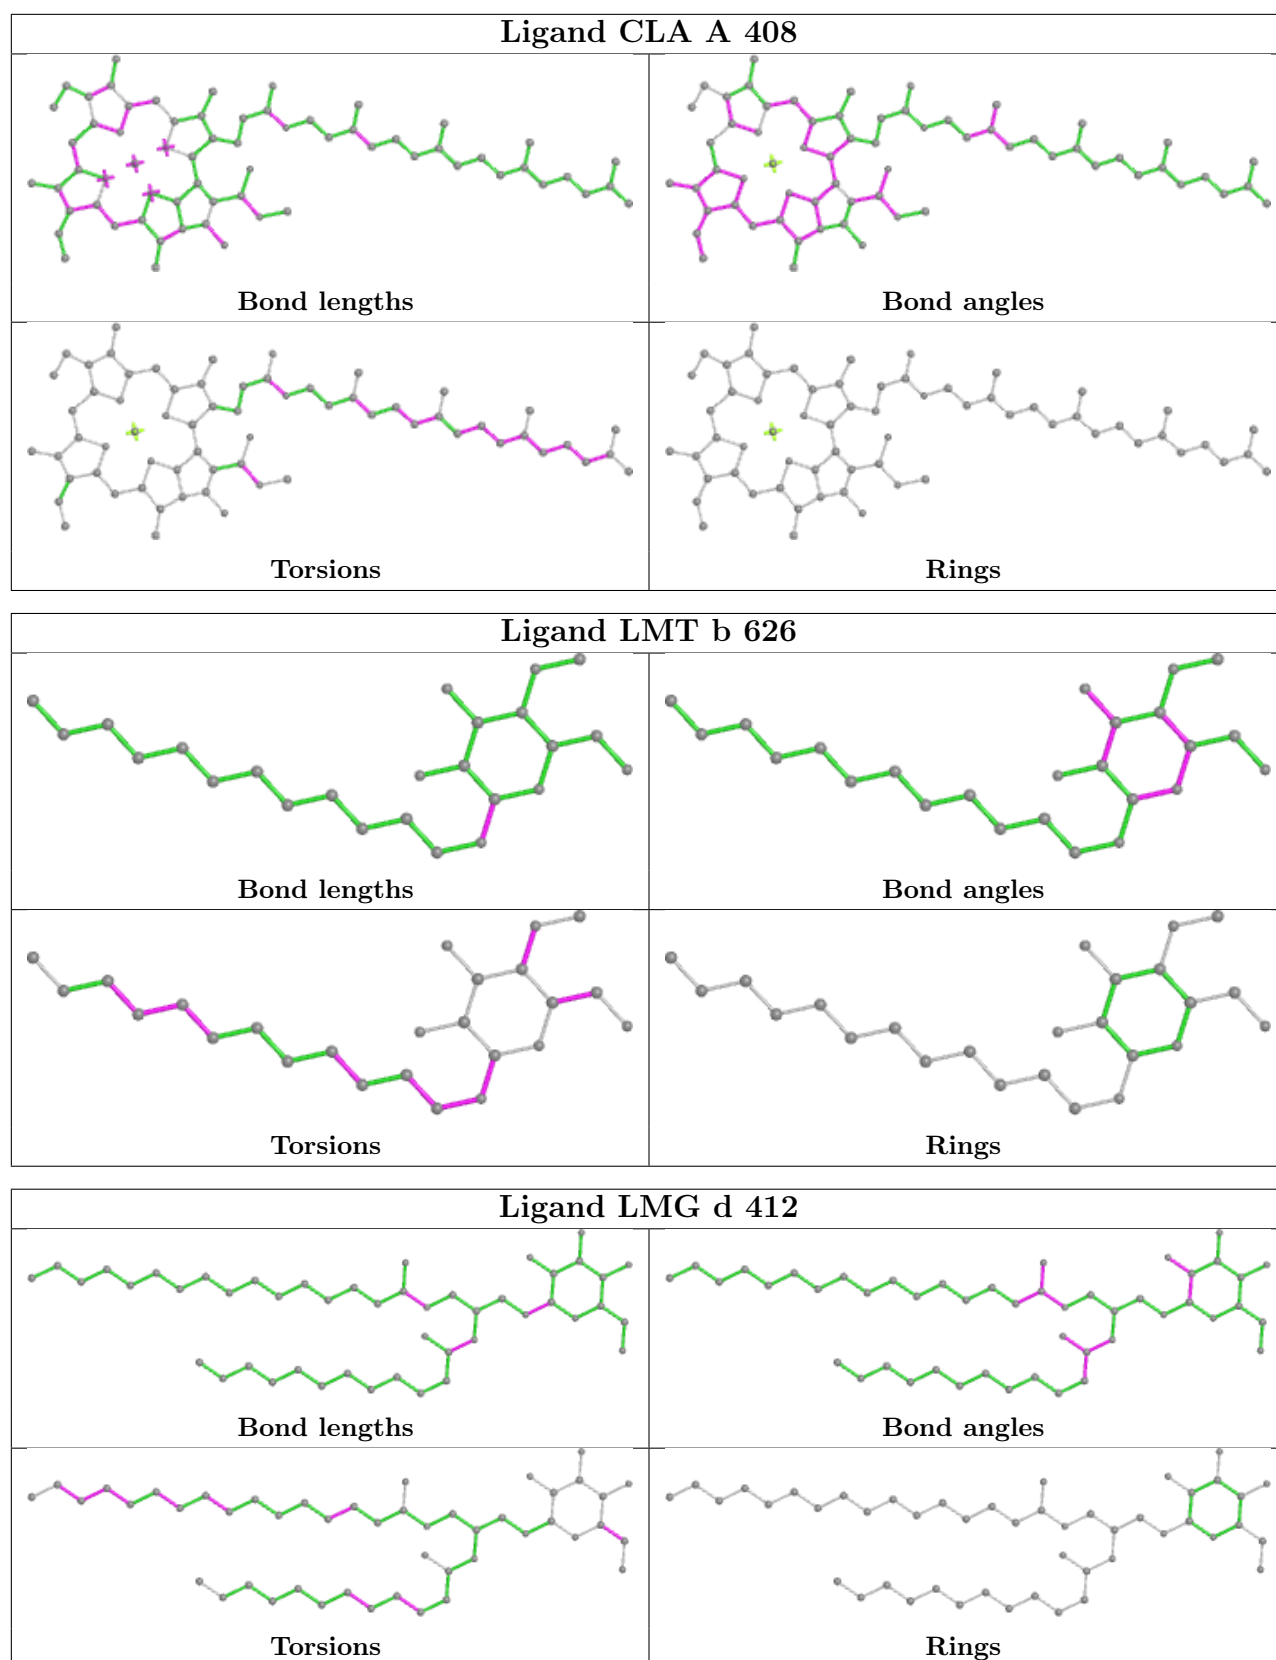 Ligand CLA A 408
Bond lengths
Bond angles
Torsions
Rings
Ligand LMT b 626
Bond lengths
Bond angles
Torsions
Rings
Ligand LMG d 412
Bond lengths
Bond angles
Torsions
Rings